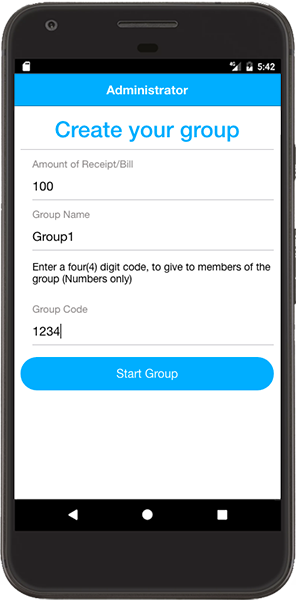 5:42
Administrator
Create your group
Amount of Receipt/Bill
100
Group Name
Group1
Enter a four(4) digit code, to give to members of the
group (Numbers only)
Group Code
1234
Start Group